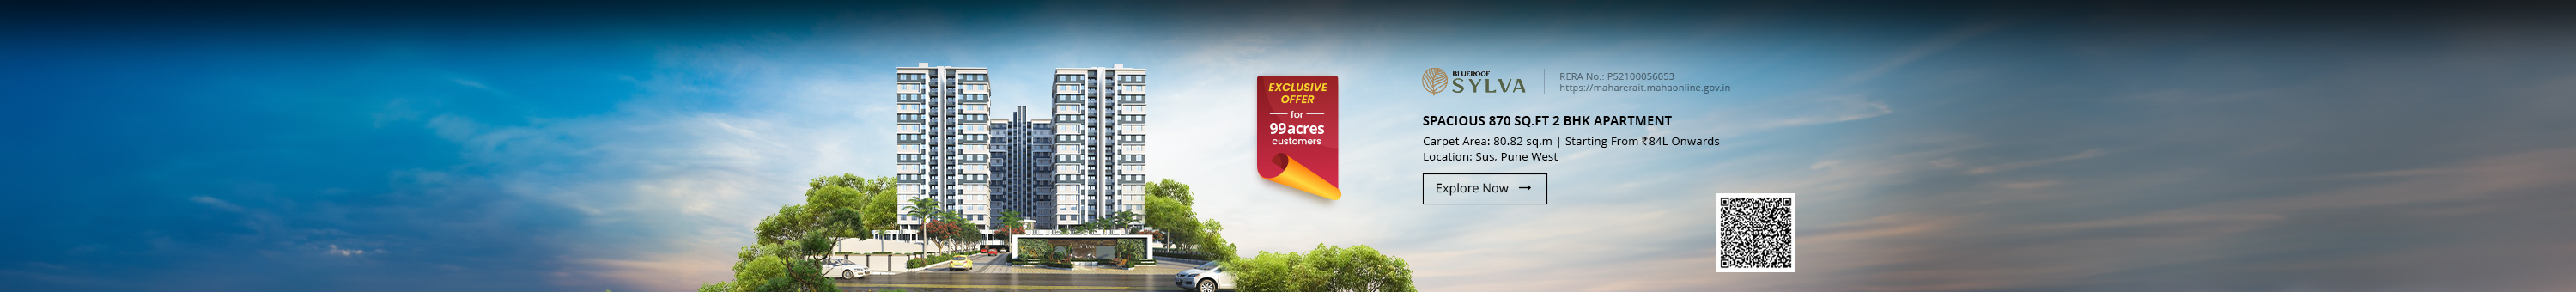 EXCLUSIVE
OFFER
for
99acres
customers
BLUEROOF
SYLVA
RERA No.: P52100056053
https://maharerait.mahaonline.gov.in
SPACIOUS 870 SQ.FT 2 BHK APARTMENT
Carpet Area: 80.82 sq.m | Starting From ₹84L Onwards
Location: Sus, Pune West
Explore Now →